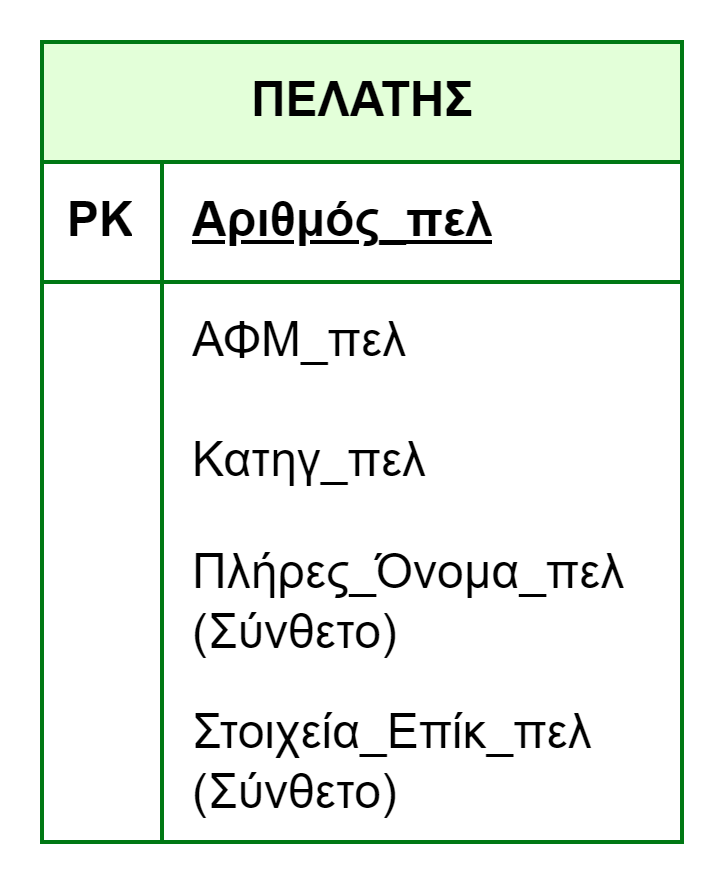 ΠΕΛΑΤΗΣ
PK Αριθμός_πελ
ΑΦΜ_πελ
Κατηγ_πελ
Πλήρες_Όνομα_πελ
(Σύνθετο)
Στοιχεία_Επίκ_πελ
(Σύνθετο)